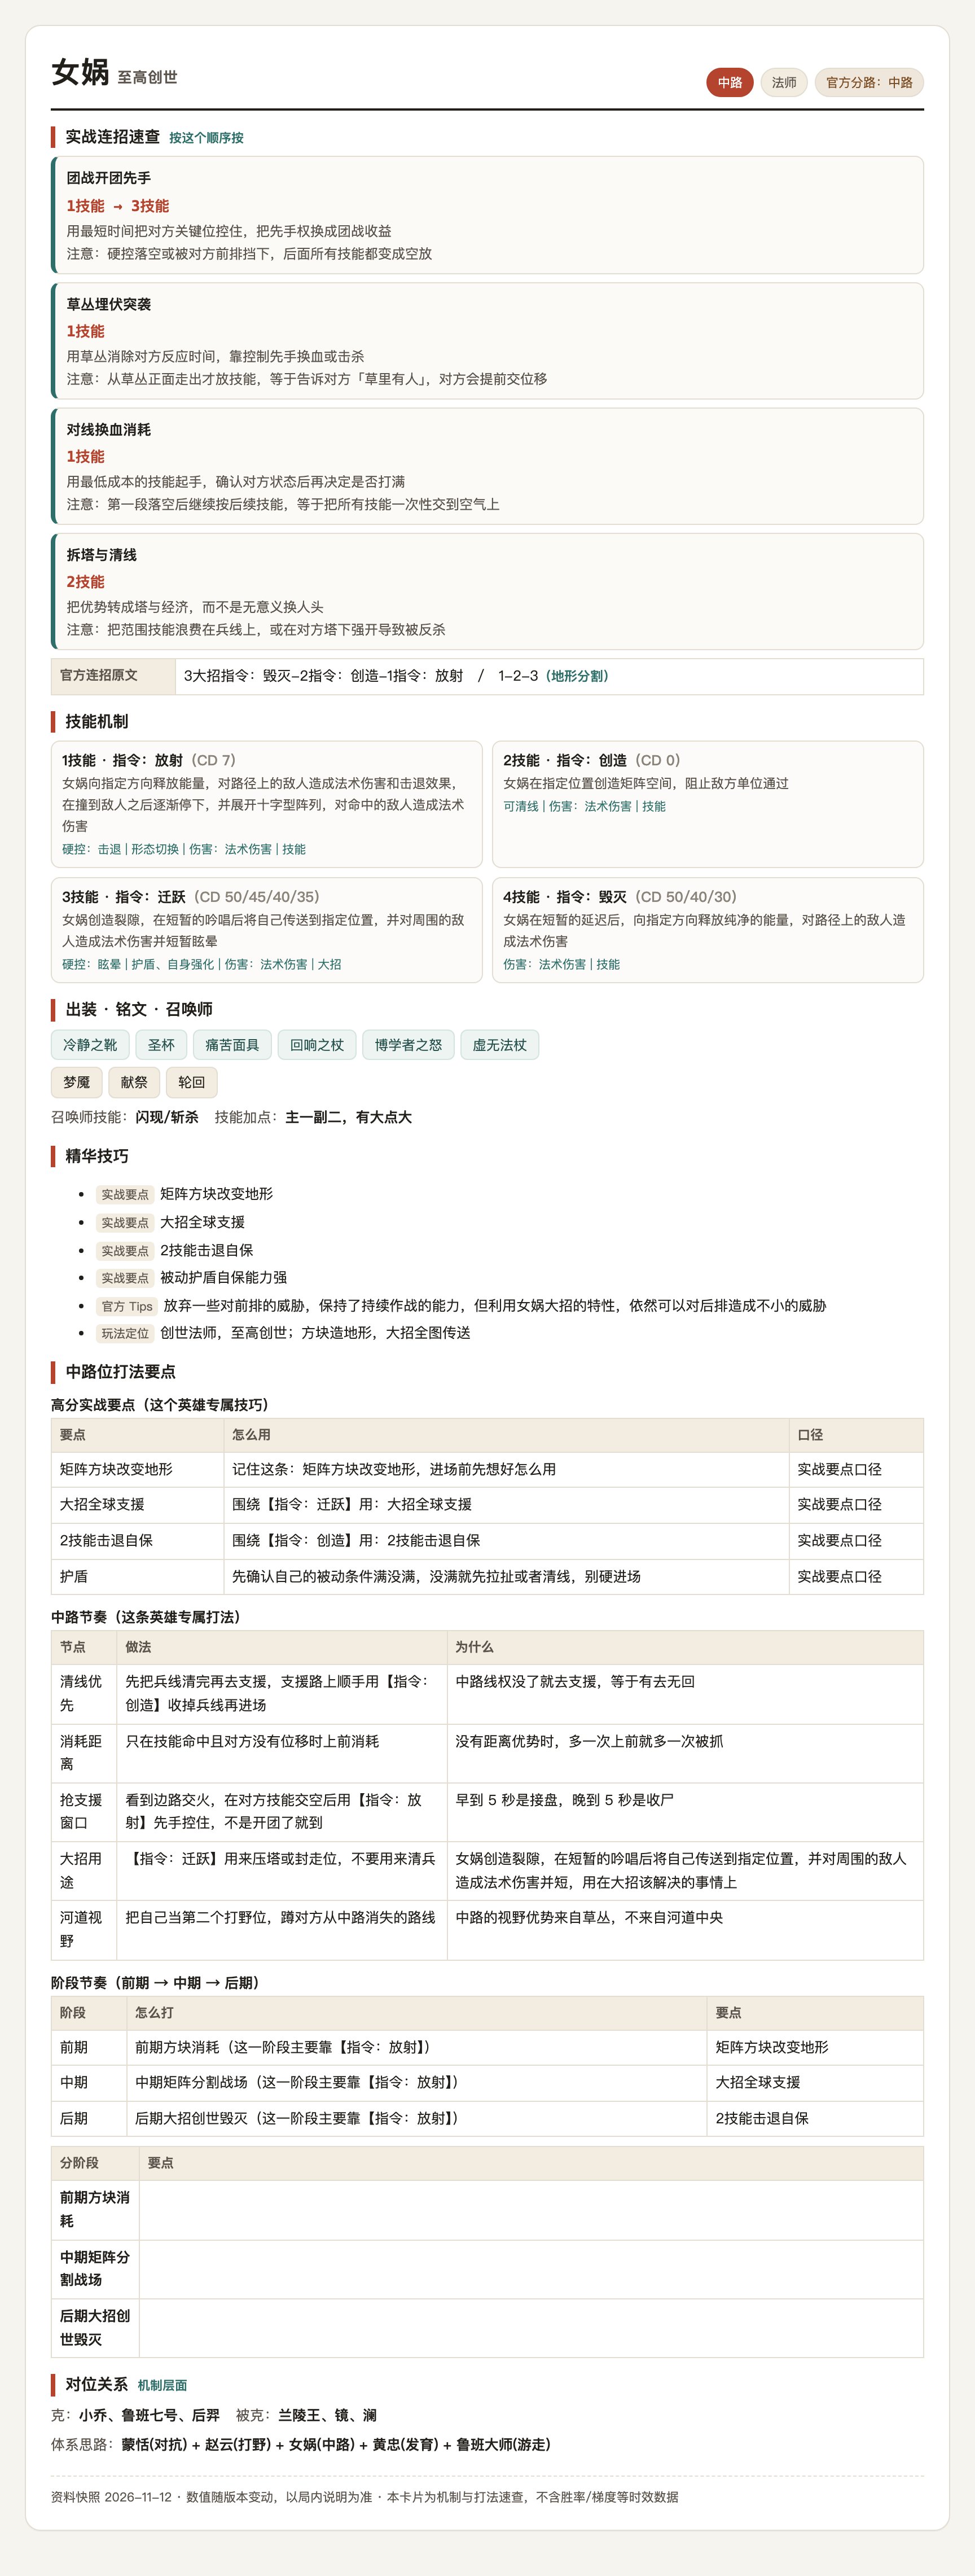 女娲 至高创世
中路 法师 官方分路：中路
实战连招速查 按这个顺序按
团战开团先手
1技能 → 3技能
用最短时间把对方关键位控住，把先手权换成团战收益
注意：硬控落空或被对方前排挡下，后面所有技能都变成空放
草丛埋伏突袭
1技能
用草丛消除对方反应时间，靠控制先手换血或击杀
注意：从草丛正面走出才放技能，等于告诉对方「草里有人」，对方会提前交位移
对线换血消耗
1技能
用最低成本的技能起手，确认对方状态后再决定是否打满
注意：第一段落空后继续按后续技能，等于把所有技能一次性交到空气上
拆塔与清线
2技能
把优势转成塔与经济，而不是无意义换人头
注意：把范围技能浪费在兵线上，或在对方塔下强开导致被反杀
官方连招原文 3大招指令：毁灭-2指令：创造-1指令：放射 / 1-2-3（地形分割）
技能机制
1技能 · 指令：放射（CD 7）
女娲向指定方向释放能量，对路径上的敌人造成法术伤害和击退效果，
在撞到敌人之后逐渐停下，并展开十字型阵列，对命中的敌人造成法术
伤害
硬控：击退 | 形态切换 | 伤害：法术伤害 | 技能
2技能 · 指令：创造（CD 0）
女娲在指定位置创造矩阵空间，阻止敌方单位通过
可清线 | 伤害：法术伤害 | 技能
3技能 · 指令：迁跃（CD 50/45/40/35）
女娲创造裂隙，在短暂的吟唱后将自己传送到指定位置，并对周围的敌
人造成法术伤害并短暂眩晕
硬控：眩晕 | 护盾、自身强化 | 伤害：法术伤害 | 大招
4技能 · 指令：毁灭（CD 50/40/30）
女娲在短暂的延迟后，向指定方向释放纯净的能量，对路径上的敌人造
成法术伤害
伤害：法术伤害 | 技能
出装 · 铭文 · 召唤师
冷静之靴 圣杯 痛苦面具 回响之杖 博学者之怒 虚无法杖
梦魇 献祭 轮回
召唤师技能：闪现/斩杀 技能加点：主一副二，有大点大
精华技巧
• 实战要点 矩阵方块改变地形
• 实战要点 大招全球支援
• 实战要点 2技能击退自保
• 实战要点 被动护盾自保能力强
• 官方 Tips 放弃一些对前排的威胁，保持了持续作战的能力，但利用女娲大招的特性，依然可以对后排造成不小的威胁
• 玩法定位 创世法师，至高创世；方块造地形，大招全图传送
中路位打法要点
高分实战要点（这个英雄专属技巧）
要点 怎么用 口径
矩阵方块改变地形 记住这条：矩阵方块改变地形，进场前先想好怎么用 实战要点口径
大招全球支援 围绕【指令：迁跃】用：大招全球支援 实战要点口径
2技能击退自保 围绕【指令：创造】用：2技能击退自保 实战要点口径
护盾 先确认自己的被动条件满没满，没满就先拉扯或者清线，别硬进场 实战要点口径
中路节奏（这条英雄专属打法）
节点 做法 为什么
清线优
先
先把兵线清完再去支援，支援路上顺手用【指令：
创造】收掉兵线再进场
中路线权没了就去支援，等于有去无回
消耗距
离
只在技能命中且对方没有位移时上前消耗
没有距离优势时，多一次上前就多一次被抓
抢支援
窗口
看到边路交火，在对方技能交空后用【指令：放
射】先手控住，不是开团了就到
早到 5 秒是接盘，晚到 5 秒是收尸
大招用
途
【指令：迁跃】用来压塔或封走位，不要用来清兵
女娲创造裂隙，在短暂的吟唱后将自己传送到指定位置，并对周围的敌人
造成法术伤害并短，用在大招该解决的事情上
河道视
野
把自己当第二个打野位，蹲对方从中路消失的路线
中路的视野优势来自草丛，不来自河道中央
阶段节奏（前期 → 中期 → 后期）
阶段 怎么打 要点
前期 前期方块消耗（这一阶段主要靠【指令：放射】） 矩阵方块改变地形
中期 中期矩阵分割战场（这一阶段主要靠【指令：放射】） 大招全球支援
后期 后期大招创世毁灭（这一阶段主要靠【指令：放射】） 2技能击退自保
分阶段 要点
前期方块消
耗
中期矩阵分
割战场
后期大招创
世毁灭
对位关系 机制层面
克：小乔、鲁班七号、后羿 被克：兰陵王、镜、澜
体系思路：蒙恬(对抗) + 赵云(打野) + 女娲(中路) + 黄忠(发育) + 鲁班大师(游走)
资料快照 2026-11-12 · 数值随版本变动，以局内说明为准 · 本卡片为机制与打法速查，不含胜率/梯度等时效数据